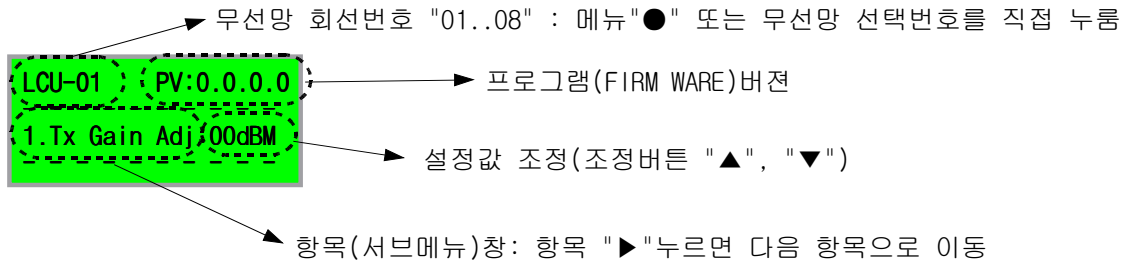 무선망 회선번호 "01..08" : 메뉴"●" 또는 무선망 선택번호를 직접 누룸
LCU-01 PV:0.0.0.0
프로그램(FIRM WARE)버젼
1.Tx Gain Adj:00dBM
설정값 조정(조정버튼 "▲", "▼")
항목(서브메뉴)창: 항목 "▶"누르면 다음 항목으로 이동